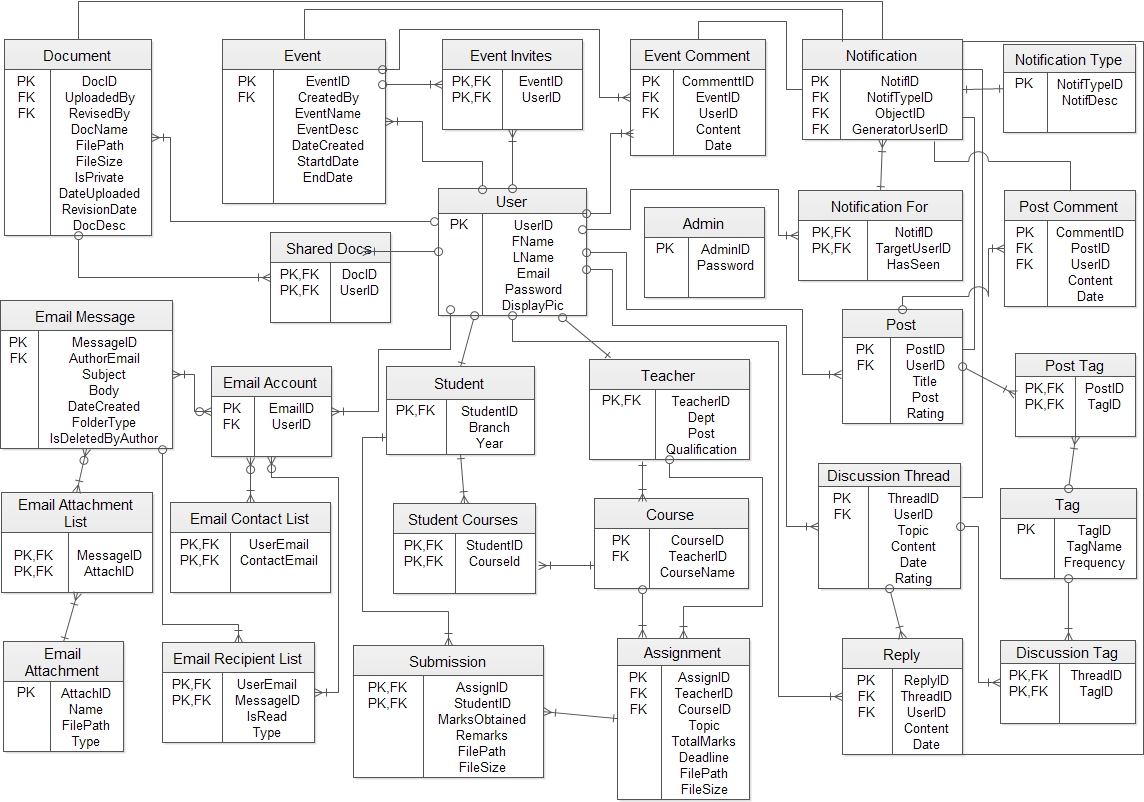 Document
PK DocID
FK UploadedBy
FK RevisedBy
DocName
FilePath
FileSize
IsPrivate
DateUploaded
RevisionDate
DocDesc
Event
PK EventID
FK CreatedBy
EventName
EventDesc
DateCreated
StartdDate
EndDate
Event Invites
PK,FK EventID
PK,FK UserID
Event Comment
PK CommenttID
FK EventID
FK UserID
Content
Date
Notification
PK NotifID
FK NotifTypeID
FK ObjectID
FK GeneratorUserID
Notification Type
PK NotifTypeID
NotifDesc
User
PK UserID
FName
LName
Email
Password
DisplayPic
Admin
PK AdminID
Password
Notification For
PK,FK NotifID
PK,FK TargetUserID
HasSeen
Post Comment
PK CommentID
FK PostID
FK UserID
Content
Date
Shared Docs
PK,FK DocID
PK,FK UserID
Email Message
PK MessageID
FK AuthorEmail
Subject
Body
DateCreated
FolderType
IsDeletedByAuthor
Email Account
PK EmailID
FK UserID
Student
PK,FK StudentID
Branch
Year
Teacher
PK,FK TeacherID
Dept
Post
Qualification
Post
PK PostID
FK UserID
Title
Post
Rating
Post Tag
PK,FK PostID
PK,FK TagID
Email Attachment
List
PK,FK MessageID
PK,FK AttachID
Email Contact List
PK,FK UserEmail
PK,FK ContactEmail
Student Courses
PK,FK StudentID
PK,FK CourseId
Course
PK CourseID
FK TeacherID
CourseName
Discussion Thread
PK ThreadID
FK UserID
Topic
Content
Date
Rating
Tag
PK TagID
TagName
Frequency
Email
Attachment
PK AttachID
Name
FilePath
Type
Email Recipient List
PK,FK UserEmail
PK,FK MessageID
IsRead
Type
Submission
PK,FK AssignID
PK,FK StudentID
MarksObtained
Remarks
FilePath
FileSize
Assignment
PK AssignID
FK TeacherID
FK CourseID
Topic
TotalMarks
Deadline
FilePath
FileSize
Reply
PK ReplyID
FK ThreadID
FK UserID
Content
Date
Discussion Tag
PK,FK ThreadID
PK,FK TagID